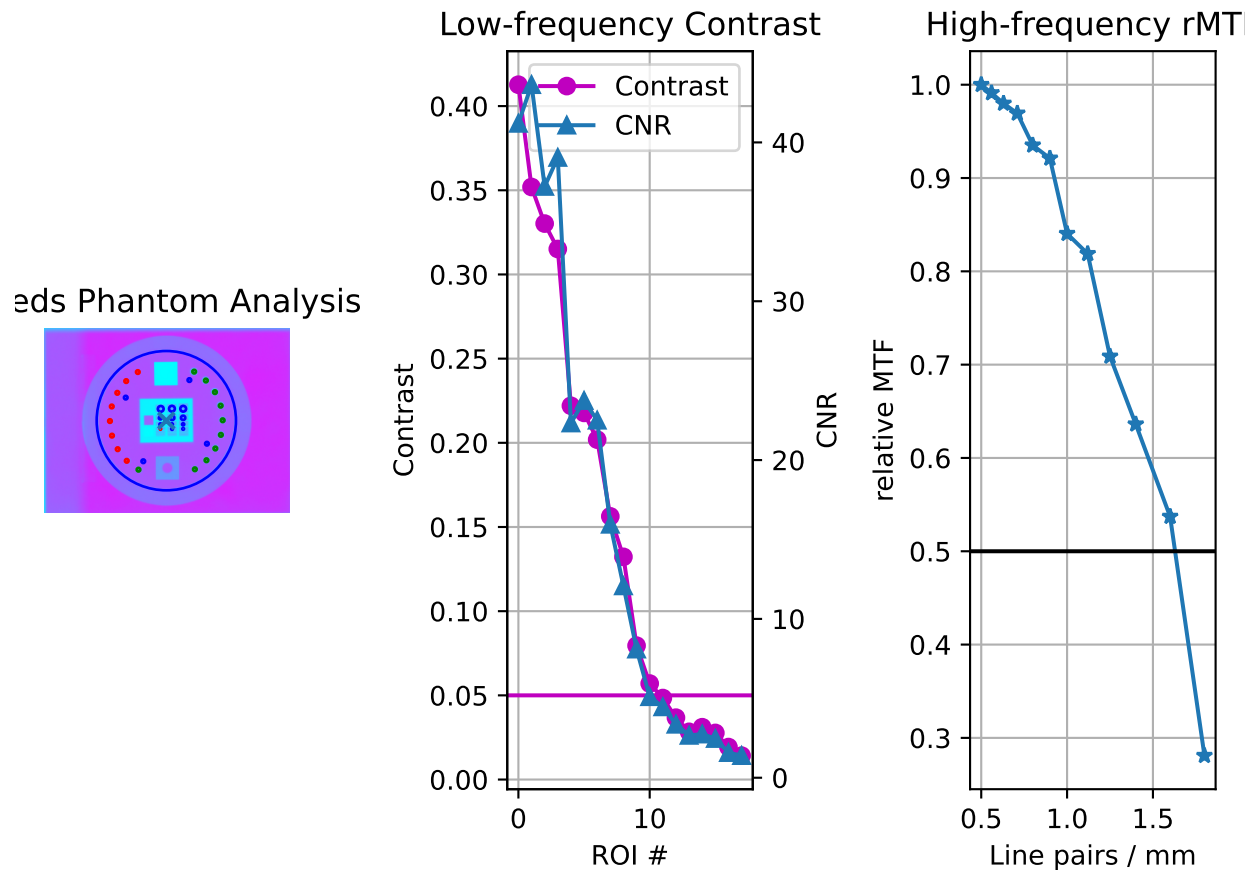 eds Phantom Analysis
Low-frequency Contrast
Contrast
CNR
0.40
0.35
0.30
0.25
0.20
0.15
0.10
0.05
0.00
Contrast
0
10
ROI #
40
30
20
10
0
CNR
High-frequency rMT
1.0
0.9
0.8
0.7
0.6
0.5
0.4
0.3
relative MTF
0.5
1.0
1.5
Line pairs / mm